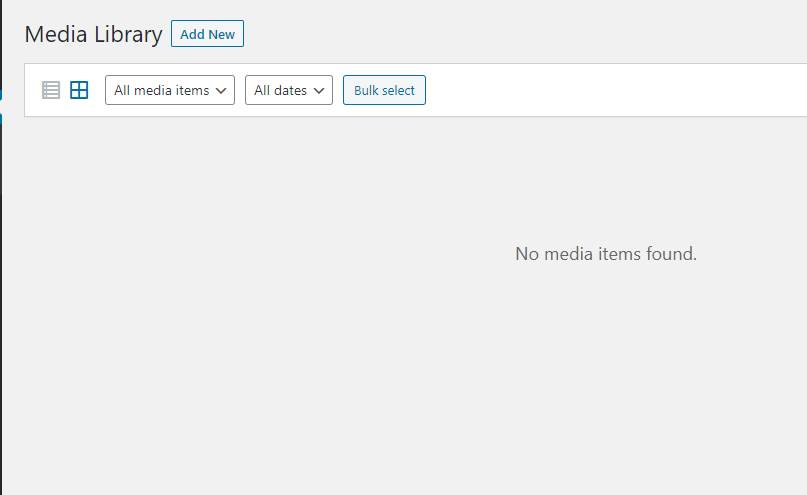 Media Library Add New
All media items All dates Bulk select
No media items found.